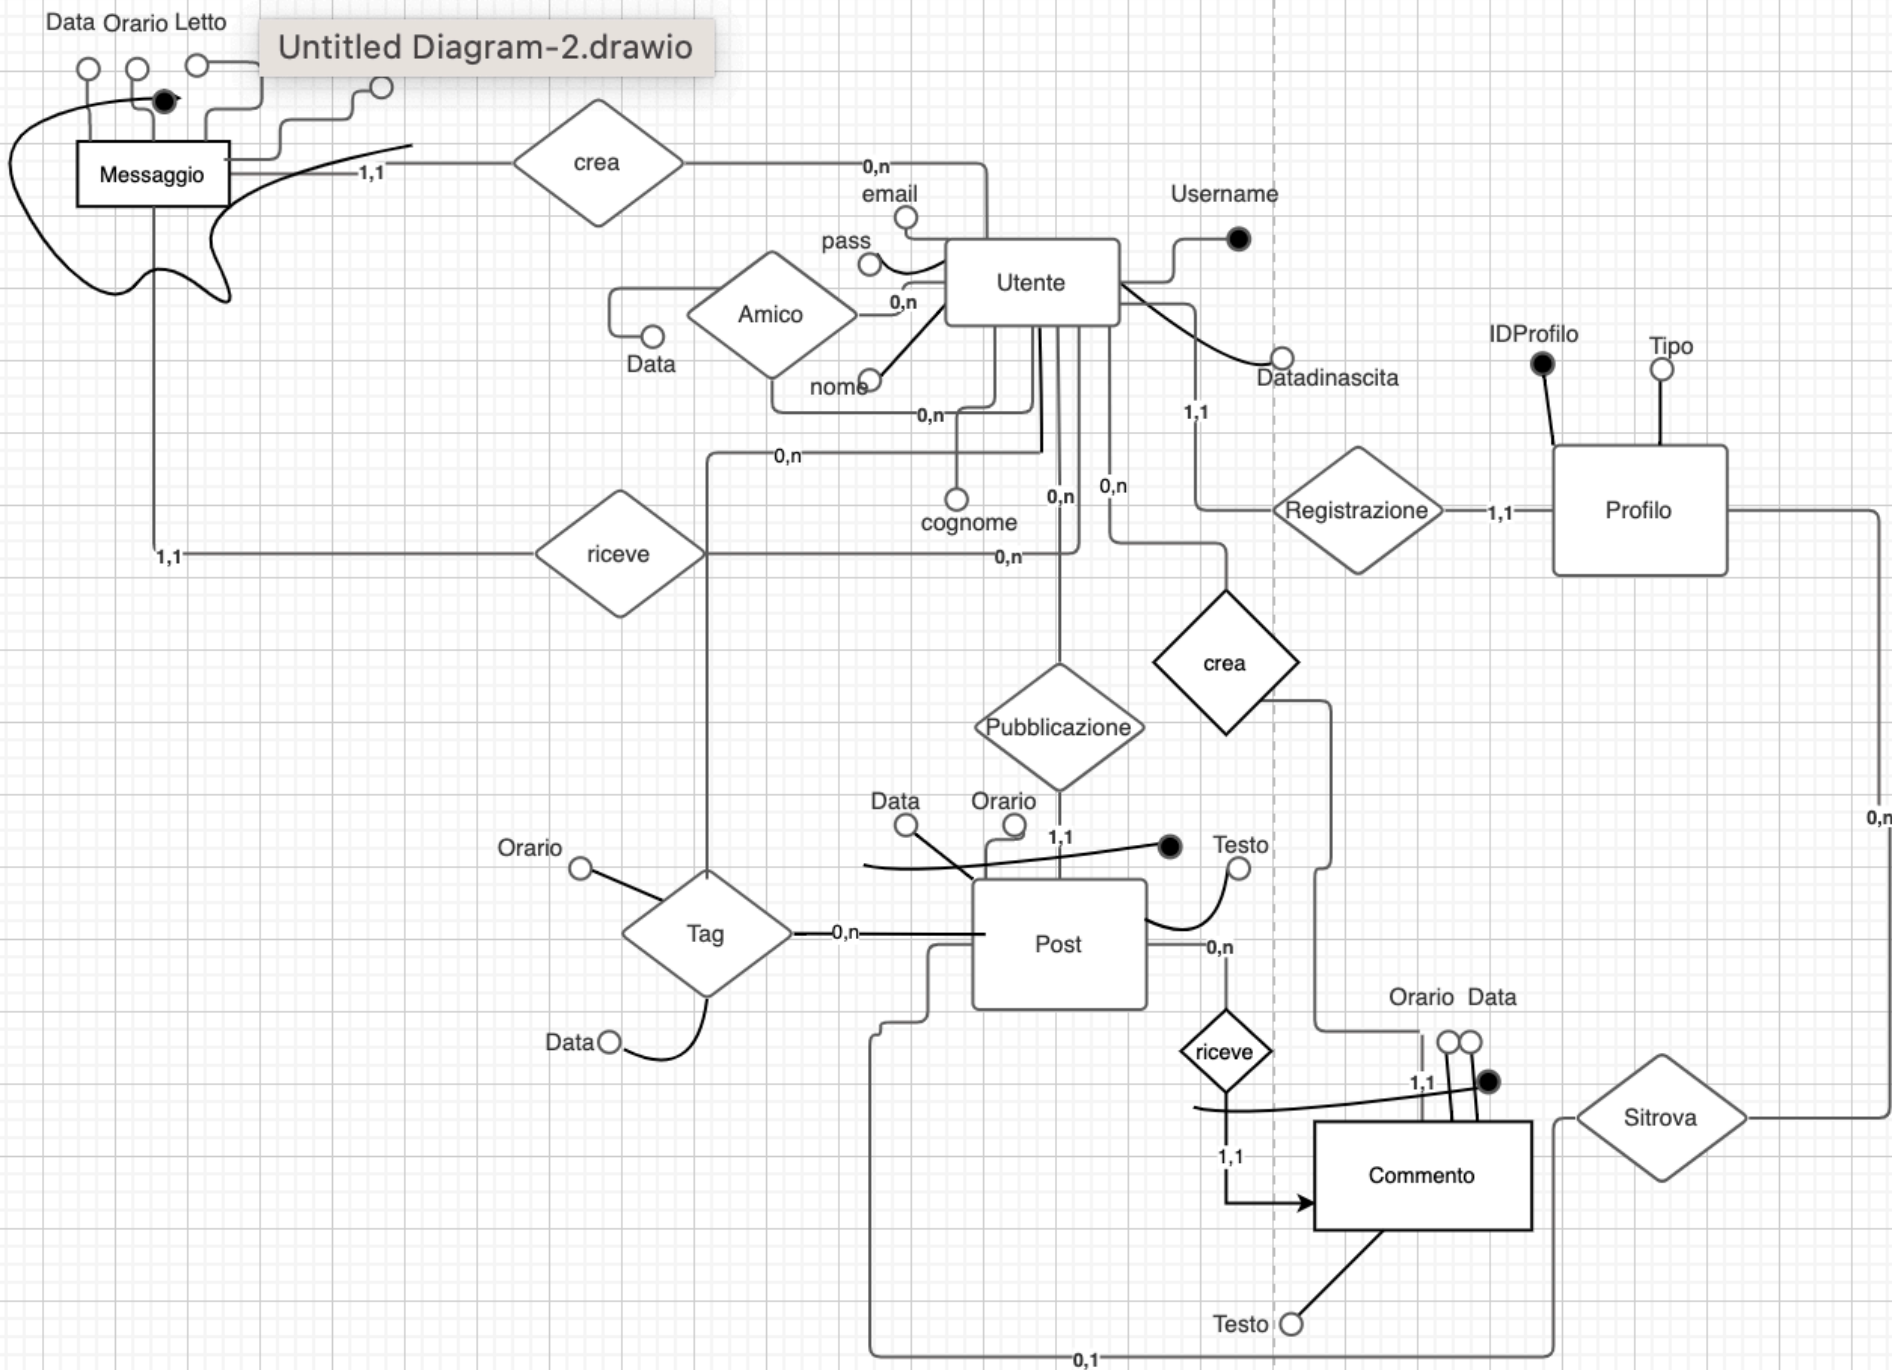 Data Orario Letto
Untitled Diagram-2.drawio
Messaggio
1,1
crea
0,n
email
Username
pass
Utente
Amico
0,n
Data
nome
0,n
IDProfilo
Tipo
Datadinascita
1,1
0,n
0,n
0,n
cognome
Registrazione
1,1
Profilo
1,1
riceve
0,n
crea
Pubblicazione
Data
Orario
1,1
Testo
Orario
0,n
Tag
0,n
Post
0,n
Data
Orario Data
riceve
1,1
Sitrova
1,1
Commento
Testo
0,1